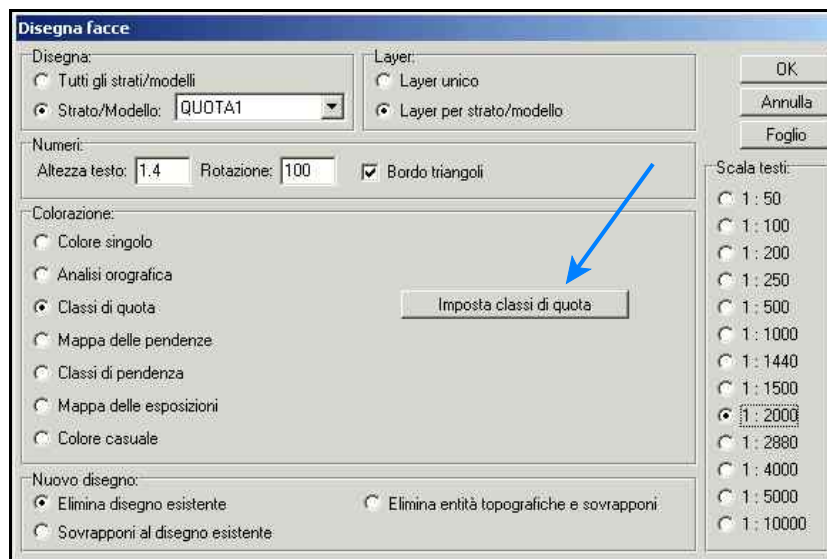 Disegna facce
Disegna:
Tutti gli strati/modelli
Strato/Modello: QUOTA1
Layer:
Layer unico
Layer per strato/modello
OK
Annulla
Foglio
Numeri:
Altezza testo: 1.4 Rotazione: 100 Bordo triangoli
Colorazione:
Colore singolo
Analisi orografica
Classi di quota
Mappa delle pendenze
Classi di pendenza
Mappa delle esposizioni
Colore casuale
Imposta classi di quota
Scala testi:
1 : 50
1 : 100
1 : 200
1 : 250
1 : 500
1 : 1000
1 : 1440
1 : 1500
1 : 2000
1 : 2880
1 : 4000
1 : 5000
1 : 10000
Nuovo disegno:
Elimina disegno esistente
Elimina entità topografiche e sovrapponi
Sovrapponi al disegno esistente